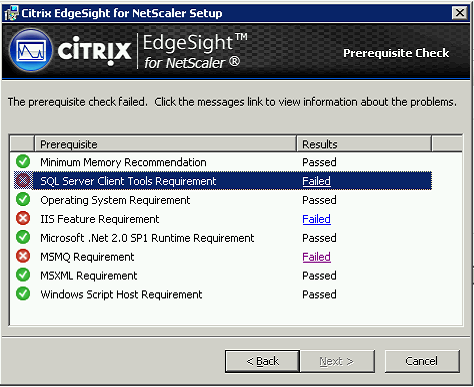 Citrix EdgeSight for NetScaler Setup
CiTRIX EdgeSight™
for NetScaler ®
Prerequisite Check
The prerequisite check failed. Click the messages link to view information about the problems.
Prerequisite Results
Minimum Memory Recommendation Passed
SQL Server Client Tools Requirement Failed
Operating System Requirement Passed
IIS Feature Requirement Failed
Microsoft .Net 2.0 SP1 Runtime Requirement Passed
MSMQ Requirement Failed
MSXML Requirement Passed
Windows Script Host Requirement Passed
< Back Next > Cancel